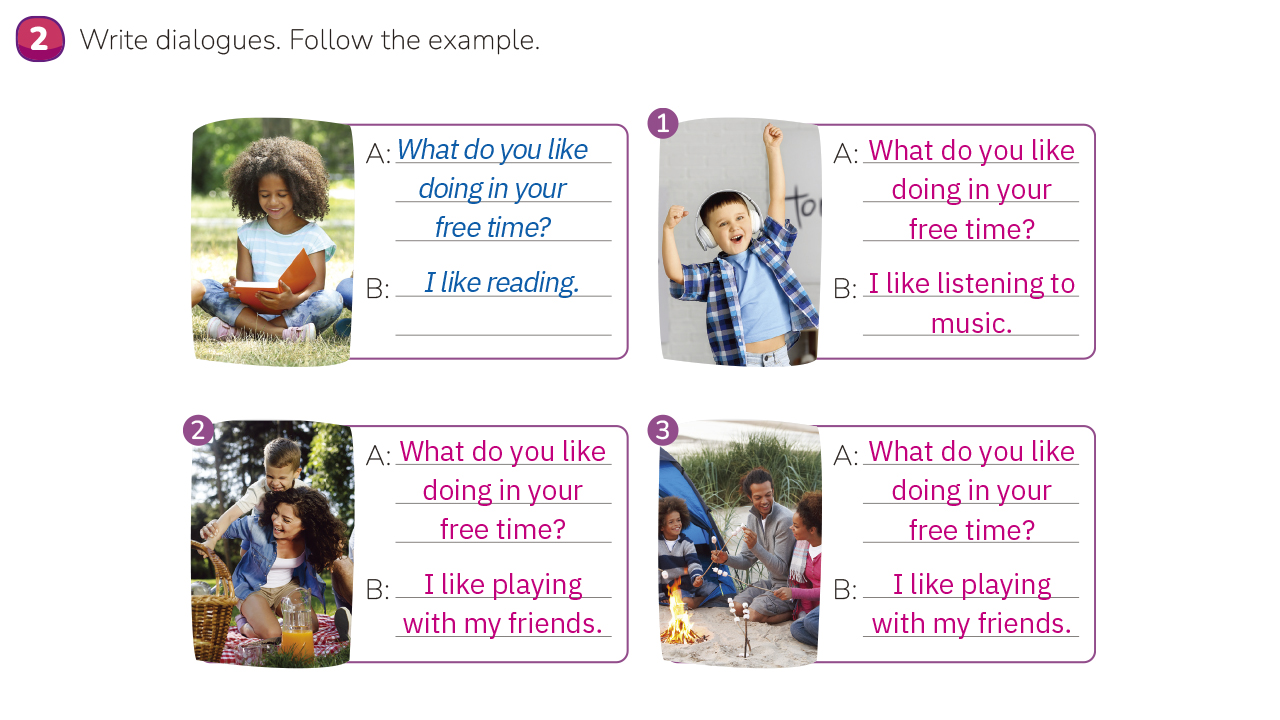 2 Write dialogues. Follow the example.
A: What do you like
doing in your
free time?
B: I like reading.
1
A: What do you like
doing in your
free time?
B: I like listening to
music.
2
A: What do you like
doing in your
free time?
B: I like playing
with my friends.
3
A: What do you like
doing in your
free time?
B: I like playing
with my friends.